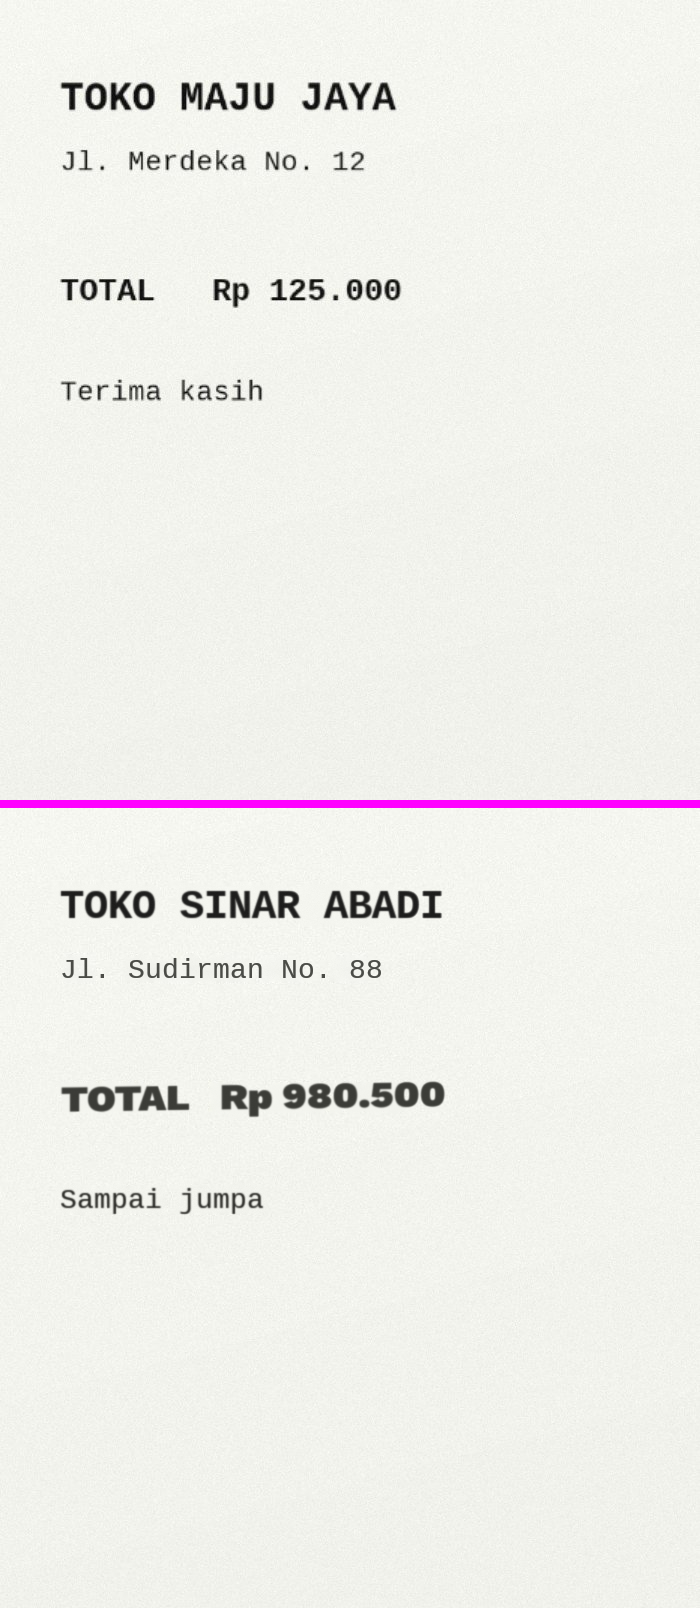 TOKO MAJU JAYA
Jl. Merdeka No. 12
TOTAL Rp 125.000
Terima kasih
TOKO SINAR ABADI
Jl. Sudirman No. 88
TOTAL Rp 980.500
Sampai jumpa